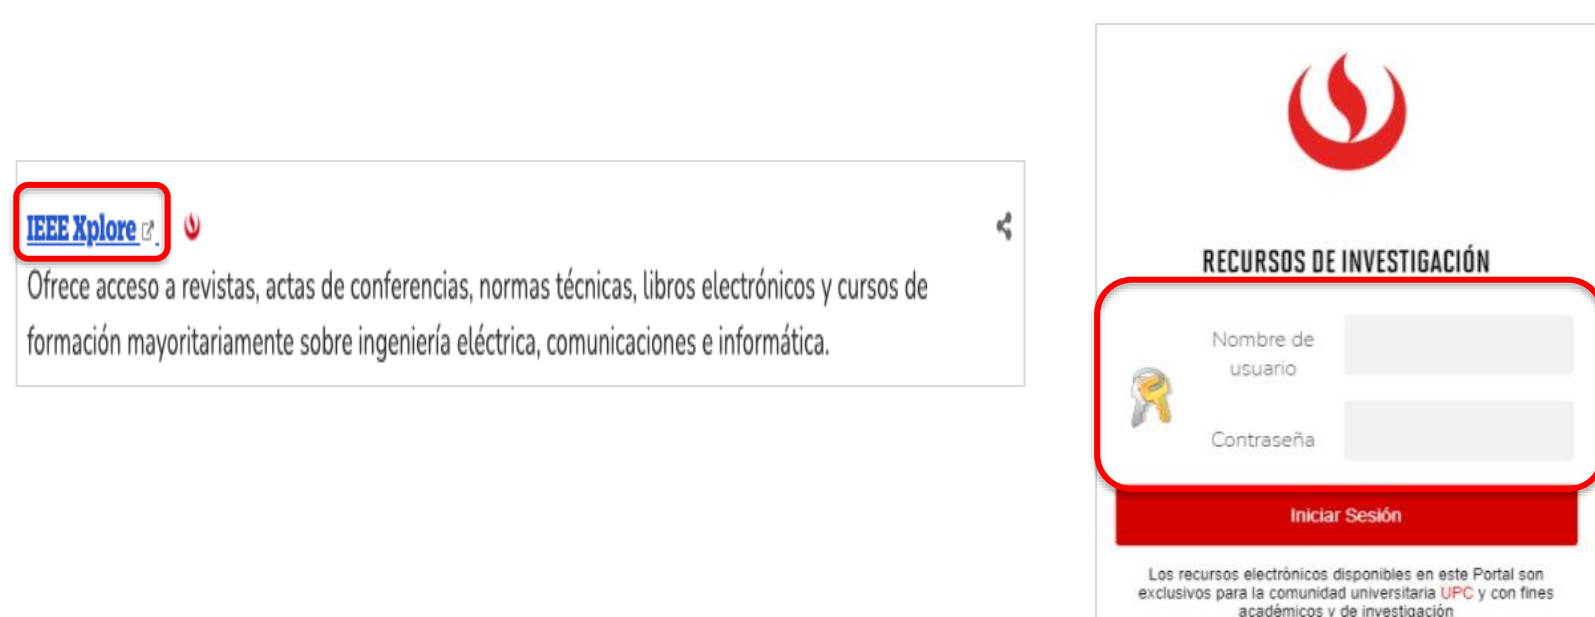 IEEE Xplore
Ofrece acceso a revistas, actas de conferencias, normas técnicas, libros electrónicos y cursos de
formación mayoritariamente sobre ingeniería eléctrica, comunicaciones e informática.
RECURSOS DE INVESTIGACIÓN
Nombre de
usuario
Contraseña
Iniciar Sesión
Los recursos electrónicos disponibles en este Portal son
exclusivos para la comunidad universitaria UPC y con fines
académicos y de investigación